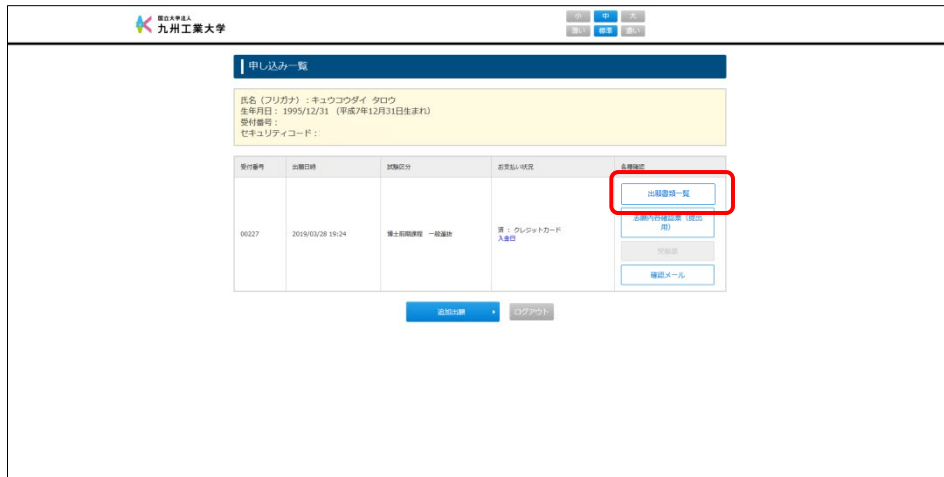 国立大学法人
九州工業大学
小 中 大
薄い 標準 濃い
申し込み一覧
氏名（フリガナ）：キュウコウダイ タロウ
生年月日： 1995/12/31 （平成7年12月31日生まれ）
受付番号：
セキュリティコード：
受付番号 出願日時 試験区分 お支払い状況 各種確認
出願書類一覧
出願内容確認票（提出用）
00227 2019/03/28 19:24 博士前期課程 一般選抜 済：クレジットカード
入金日
受験票
確認メール
追加出願 ログアウト